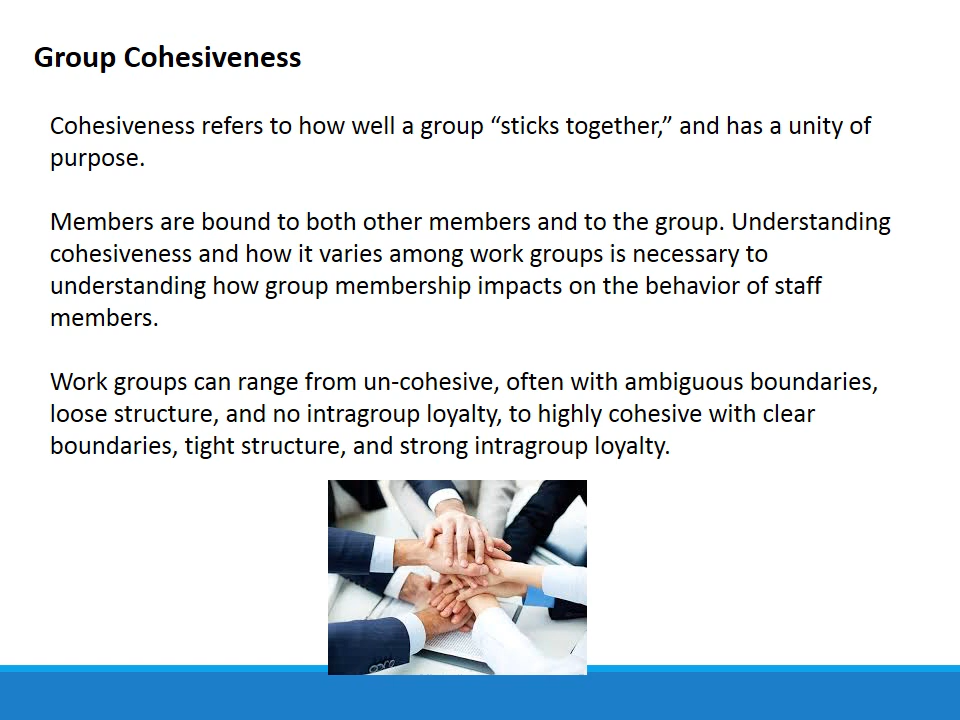 Group Cohesiveness
Cohesiveness refers to how well a group “sticks together,” and has a unity of
purpose.
Members are bound to both other members and to the group. Understanding
cohesiveness and how it varies among work groups is necessary to
understanding how group membership impacts on the behavior of staff
members.
Work groups can range from un-cohesive, often with ambiguous boundaries,
loose structure, and no intragroup loyalty, to highly cohesive with clear
boundaries, tight structure, and strong intragroup loyalty.